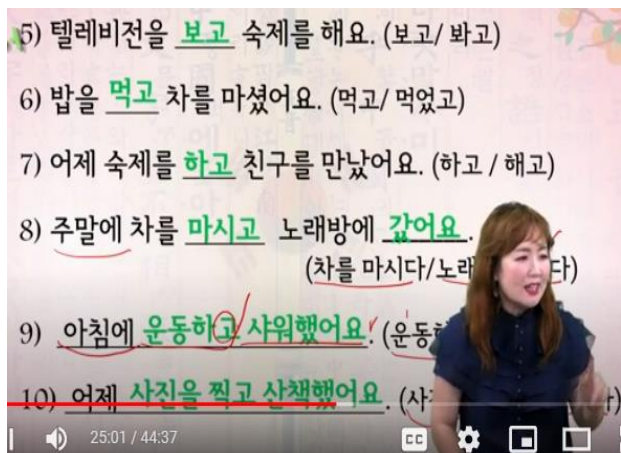 5) 텔레비전을 보고 숙제를 해요. (보고/ 봐고)
6) 밥을 먹고 차를 마셨어요. (먹고/ 먹었고)
7) 어제 숙제를 하고 친구를 만났어요. (하고 / 해고)
8) 주말에 차를 마시고 노래방에 갔어요.
(차를 마시다/노래 다)
9) 아침에 운동하고 샤워했어요. (운동
10) 어제 사진을 찍고 산책했어요. (사
25:01 / 44:37
CC